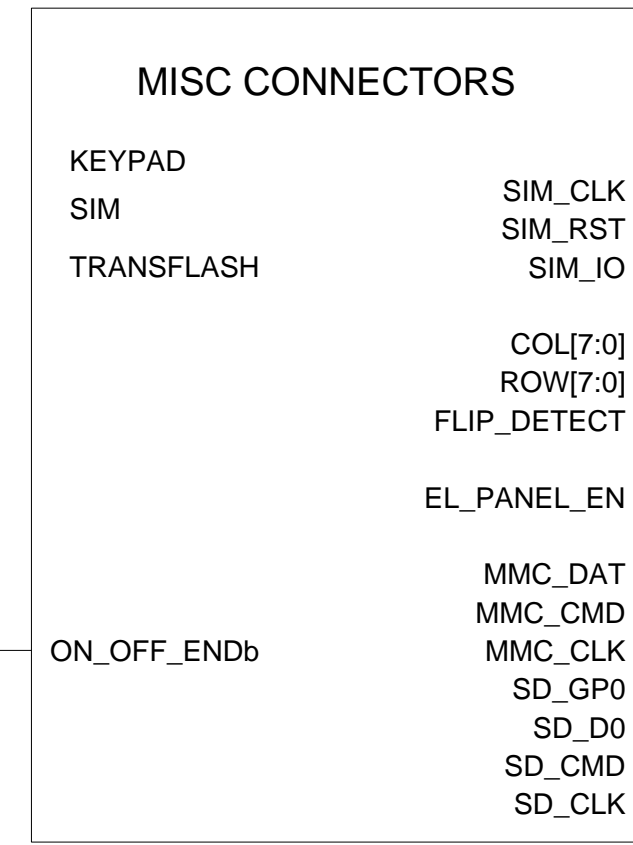 MISC CONNECTORS
KEYPAD
SIM
TRANSFLASH
SIM_CLK
SIM_RST
SIM_IO
COL[7:0]
ROW[7:0]
FLIP_DETECT
EL_PANEL_EN
MMC_DAT
MMC_CMD
ON_OFF_ENDb
MMC_CLK
SD_GP0
SD_D0
SD_CMD
SD_CLK